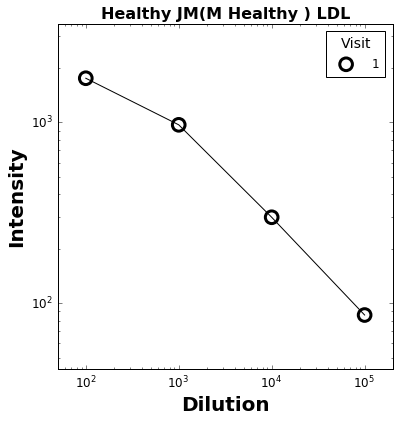 Healthy JM(M Healthy ) LDL
Visit
1
10³
10²
Intensity
10² 10³ 10⁴ 10⁵
Dilution